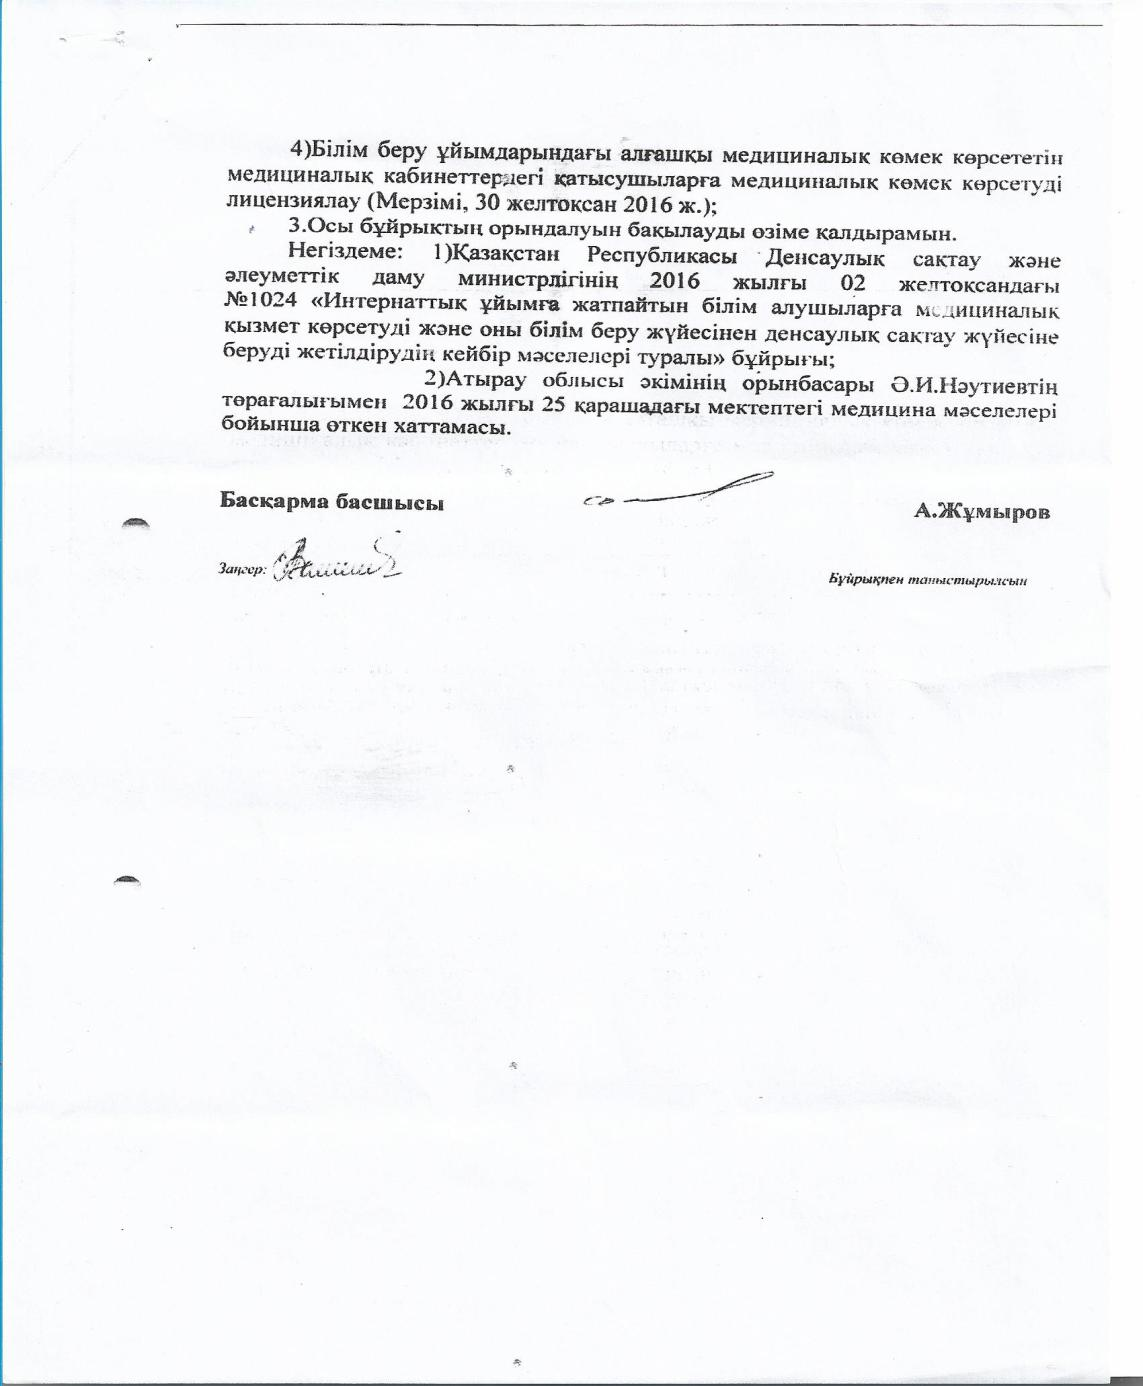 4)Білім беру ұйымдарындағы алғашқы медициналық көмек көрсететін
медициналық кабинеттердегі қатысушыларға медициналық көмек көрсетуді
лицензиялау (Мерзімі, 30 желтоқсан 2016 ж.);
3.Осы бұйрықтың орындалуын бақылауды өзіме қалдырамын.
Негіздеме: 1)Қазақстан Республикасы Денсаулық сақтау және
әлеуметтік даму министрлігінің 2016 жылғы 02 желтоқсандағы
№1024 «Интернаттық ұйымға жатпайтын білім алушыларға медициналық
қызмет көрсетуді және оны білім беру жүйесінен денсаулық сақтау жүйесіне
беруді жетілдірудің кейбір мәселелері туралы» бұйрығы;
2)Атырау облысы әкімінің орынбасары Ә.И.Нәутиевтің
төрағалығымен 2016 жылғы 25 қарашадағы мектептегі медицина мәселелері
бойынша өткен хаттамасы.
Басқарма басшысы
А.Жұмыров
Заңгер:
Бұйрықпен таныстырылсын